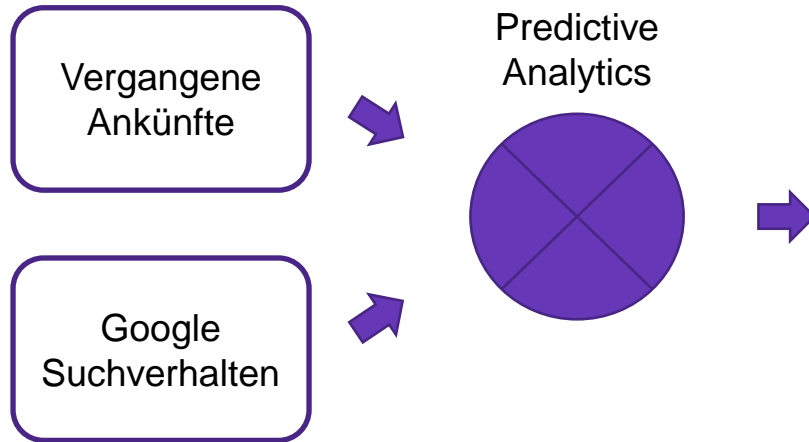 Vergangene
Ankünfte
Predictive
Analytics
Google
Suchverhalten